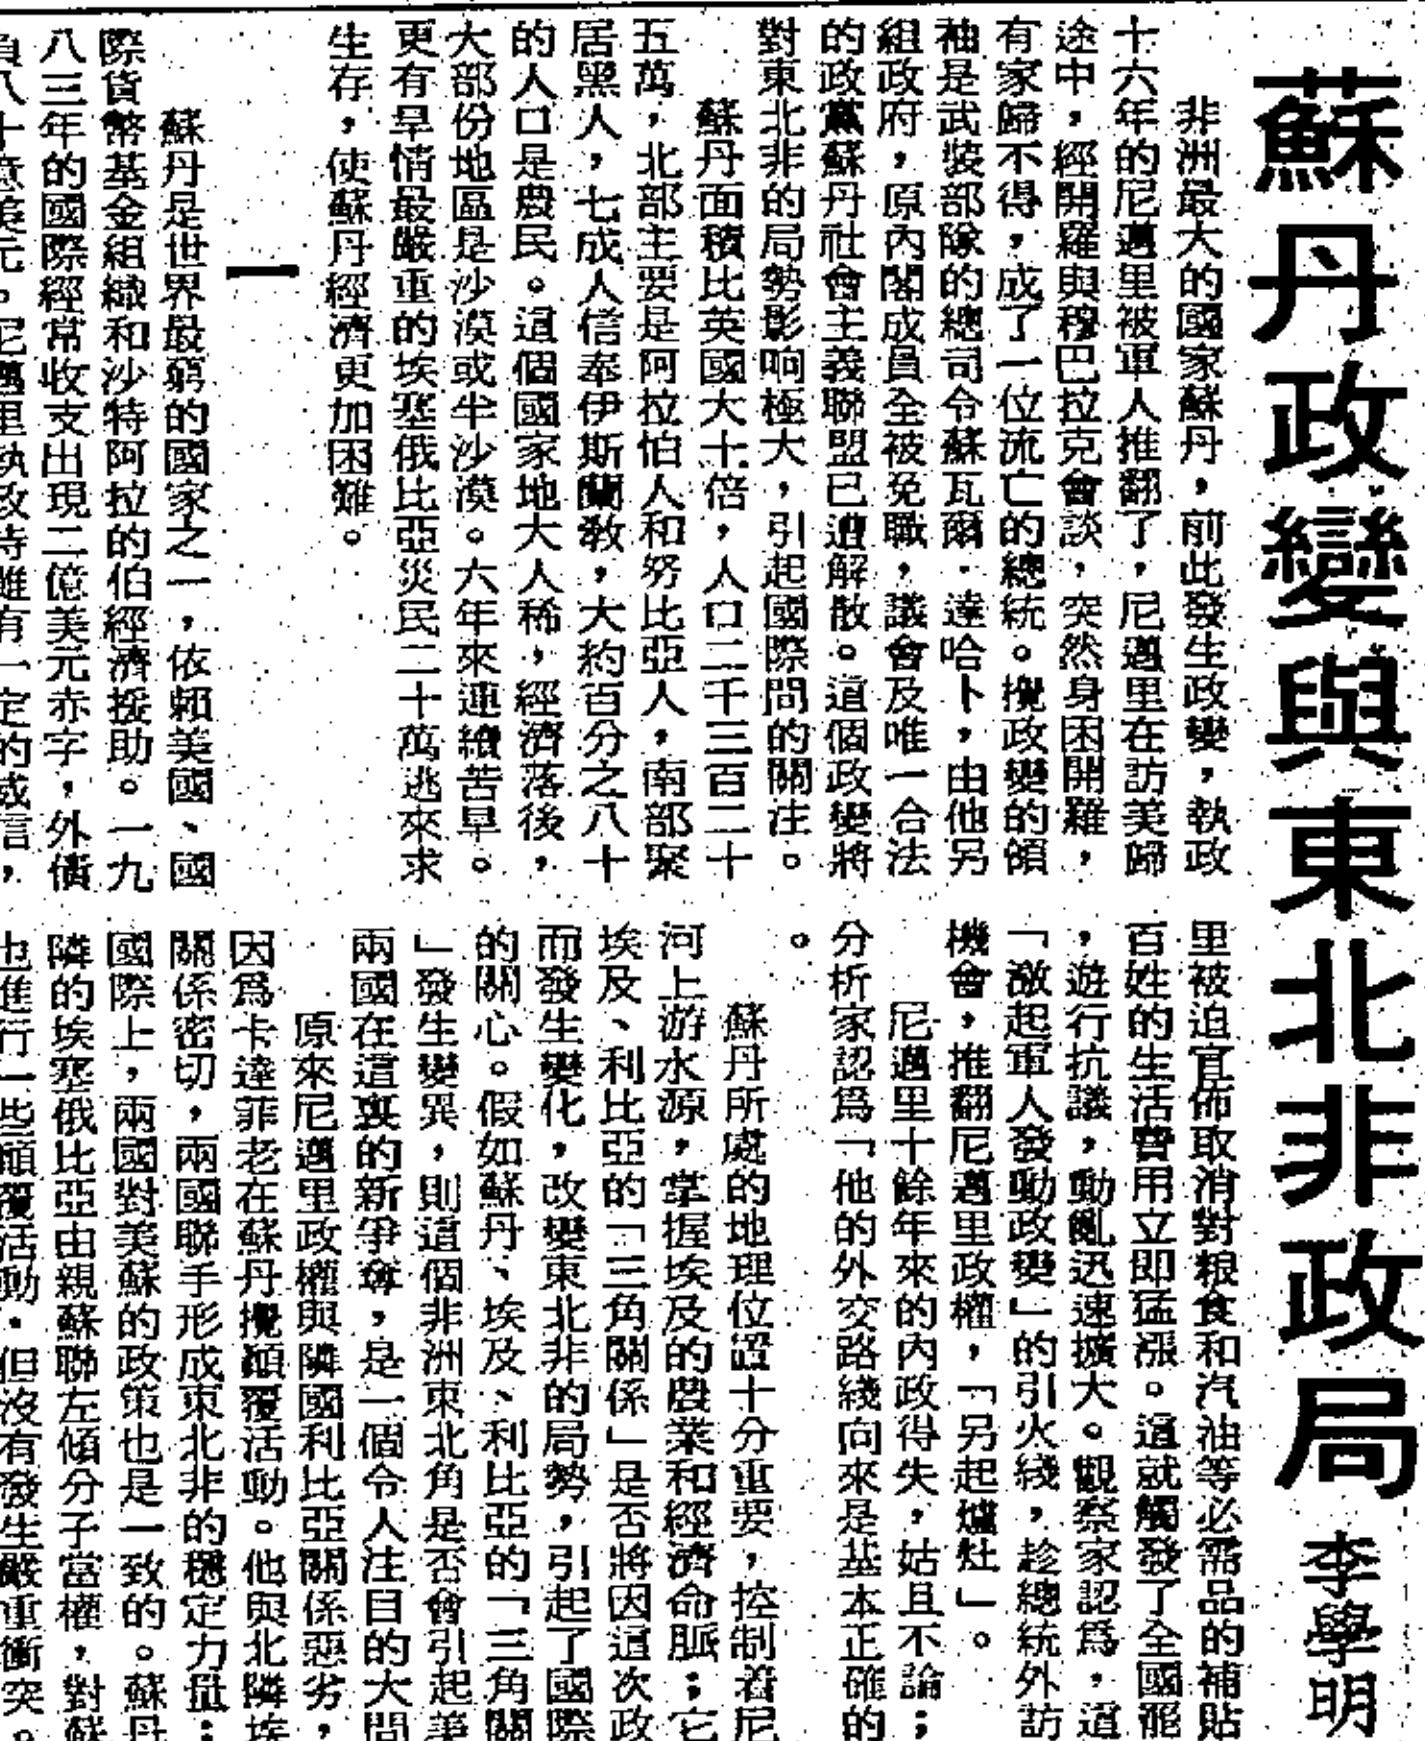 蘇丹政變與東北非政局
李學明
非洲最大的國家蘇丹，前此發生政變，執政
十六年的尼邁里被軍人推翻了，尼邁里在訪美歸
途中，經開羅與穆巴拉克會談，突然身困開羅，
有家歸不得，成了一位流亡的總統。攪政變的領
袖是武裝部隊的總司令蘇瓦爾·達哈卜，由他另
組政府，原內閣成員全被免職，議會及唯一合法
的政黨蘇丹社會主義聯盟已遭解散。這個政變將
對東北非的局勢影响極大，引起國際間的關注。
蘇丹面積比英國大十倍，人口二千三百二十
五萬，北部主要是阿拉怕人和努比亞人，南部聚
居黑人，七成人信奉伊斯蘭敎，大約百分之八十
的人口是農民。這個國家地大人稀，經濟落後，
大部份地區是沙漠或半沙漠。六年來連續苦旱。
更有旱情最嚴重的埃塞俄比亞災民二十萬逃來求
生存，使蘇丹經濟更加困難。
一
蘇丹是世界最窮的國家之一，依賴美國、國
際貨幣基金組織和沙特阿拉的伯經濟援助。一九
八三年的國際經常收支出現二億美元赤字，外債
負八十億美元。尼邁里執政時雖有一定的威信，
里被迫宣佈取消對粮食和汽油等必需品的補貼
百姓的生活費用立即猛漲。這就觸發了全國罷
，遊行抗議，動亂迅速擴大。觀察家認爲，這
「激起軍人發動政變」的引火綫，趁總統外訪
機會，推翻尼邁里政權，「另起爐灶」。
尼邁里十餘年來的內政得失，姑且不論；
分析家認爲「他的外交路綫向來是基本正確的
。
蘇丹所處的地理位置十分重要，控制着尼
河上游水源，掌握埃及的農業和經濟命脈；它
埃及、利比亞的「三角關係」是否將因這次政
而發生變化，改變東北非的局勢，引起了國際
的關心。假如蘇丹、埃及、利比亞的「三角關
」發生變異，則這個非洲東北角是否會引起美
兩國在這裏的新爭奪，是一個令人注目的大問
原來尼邁里政權與隣國利比亞關係惡劣，
因爲卡達菲老在蘇丹攪顛覆活動。他與北隣埃
關係密切，兩國聯手形成東北非的穩定力量；
國際上，兩國對美蘇的政策也是一致的。蘇丹
隣的埃塞俄比亞由親蘇聯左傾分子當權，對蘇
也進行一些顛覆活動，但沒有發生嚴重衝突。